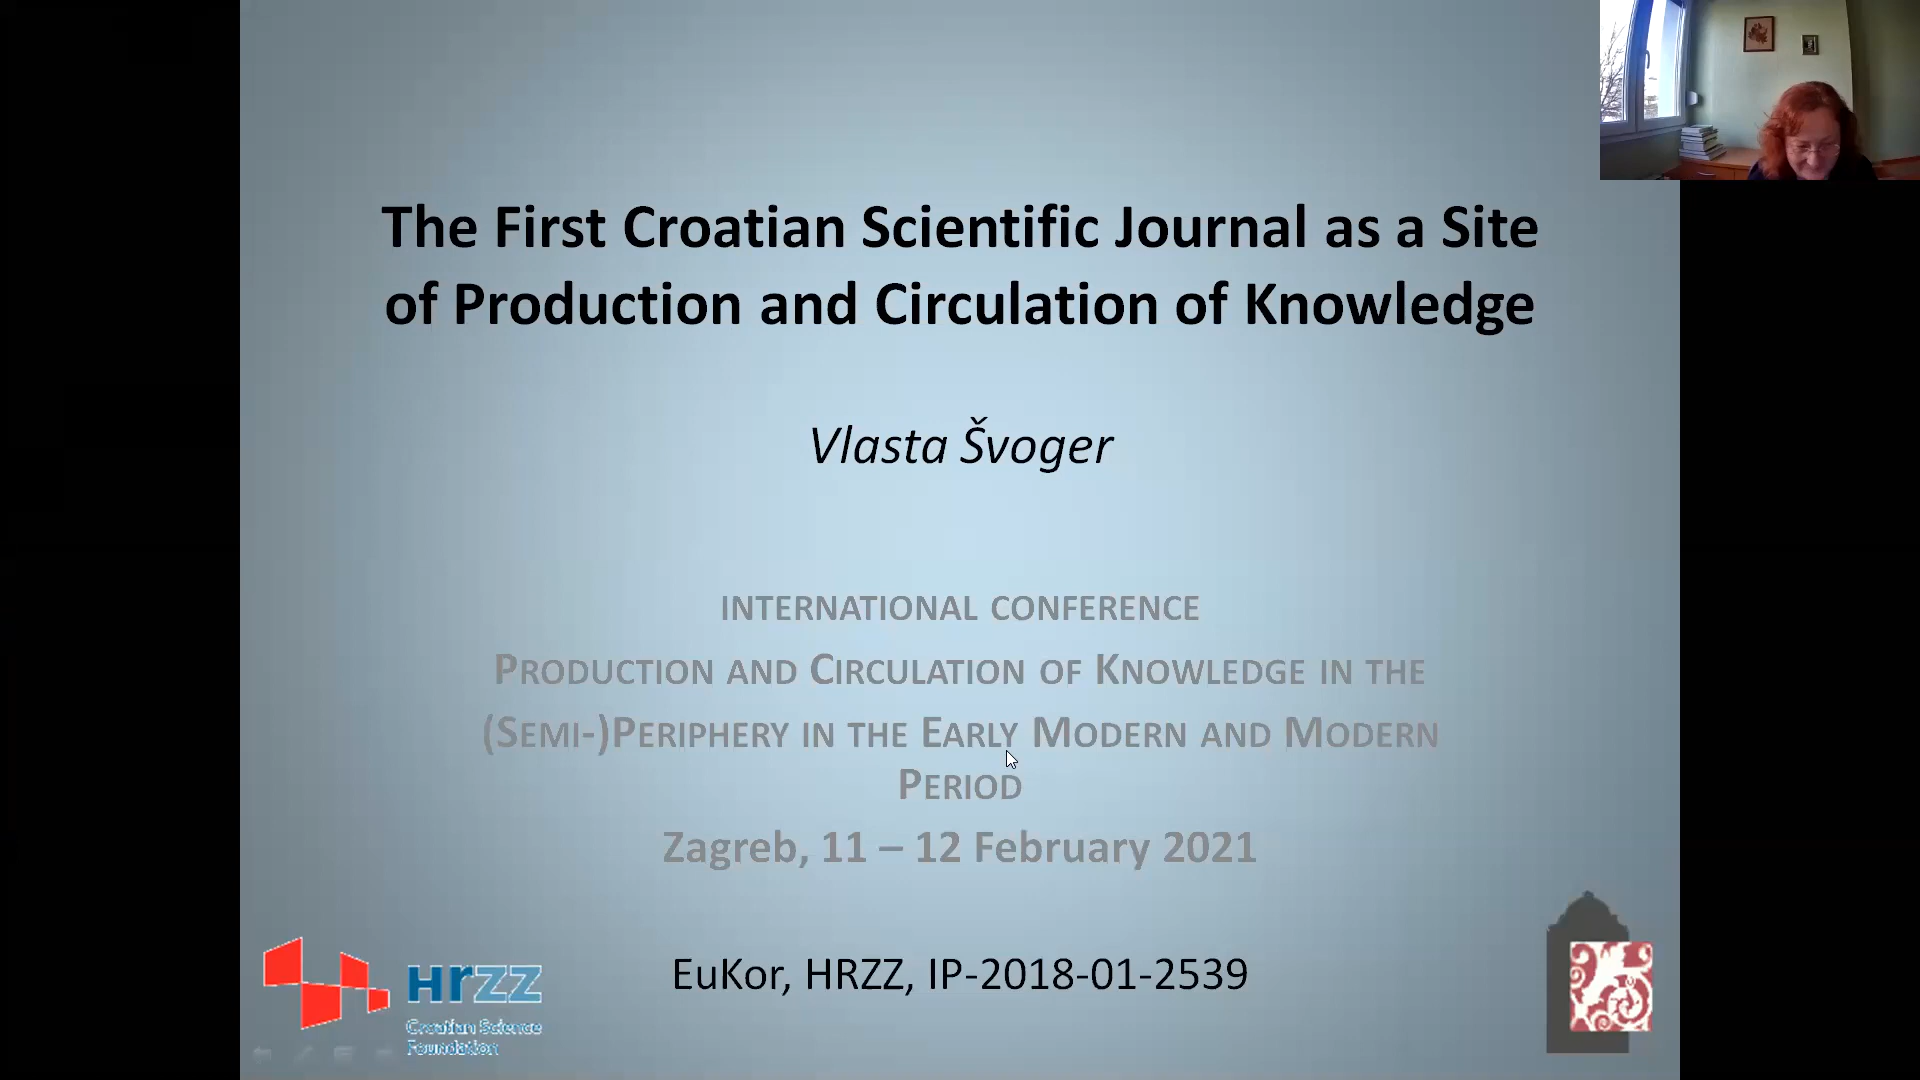 The First Croatian Scientific Journal as a Site
of Production and Circulation of Knowledge
Vlasta Švoger
INTERNATIONAL CONFERENCE
PRODUCTION AND CIRCULATION OF KNOWLEDGE IN THE
(SEMI-)PERIPHERY IN THE EARLY MODERN AND MODERN
PERIOD
Zagreb, 11 – 12 February 2021
EuKor, HRZZ, IP-2018-01-2539
HrZZ
Croatian Science
Foundation